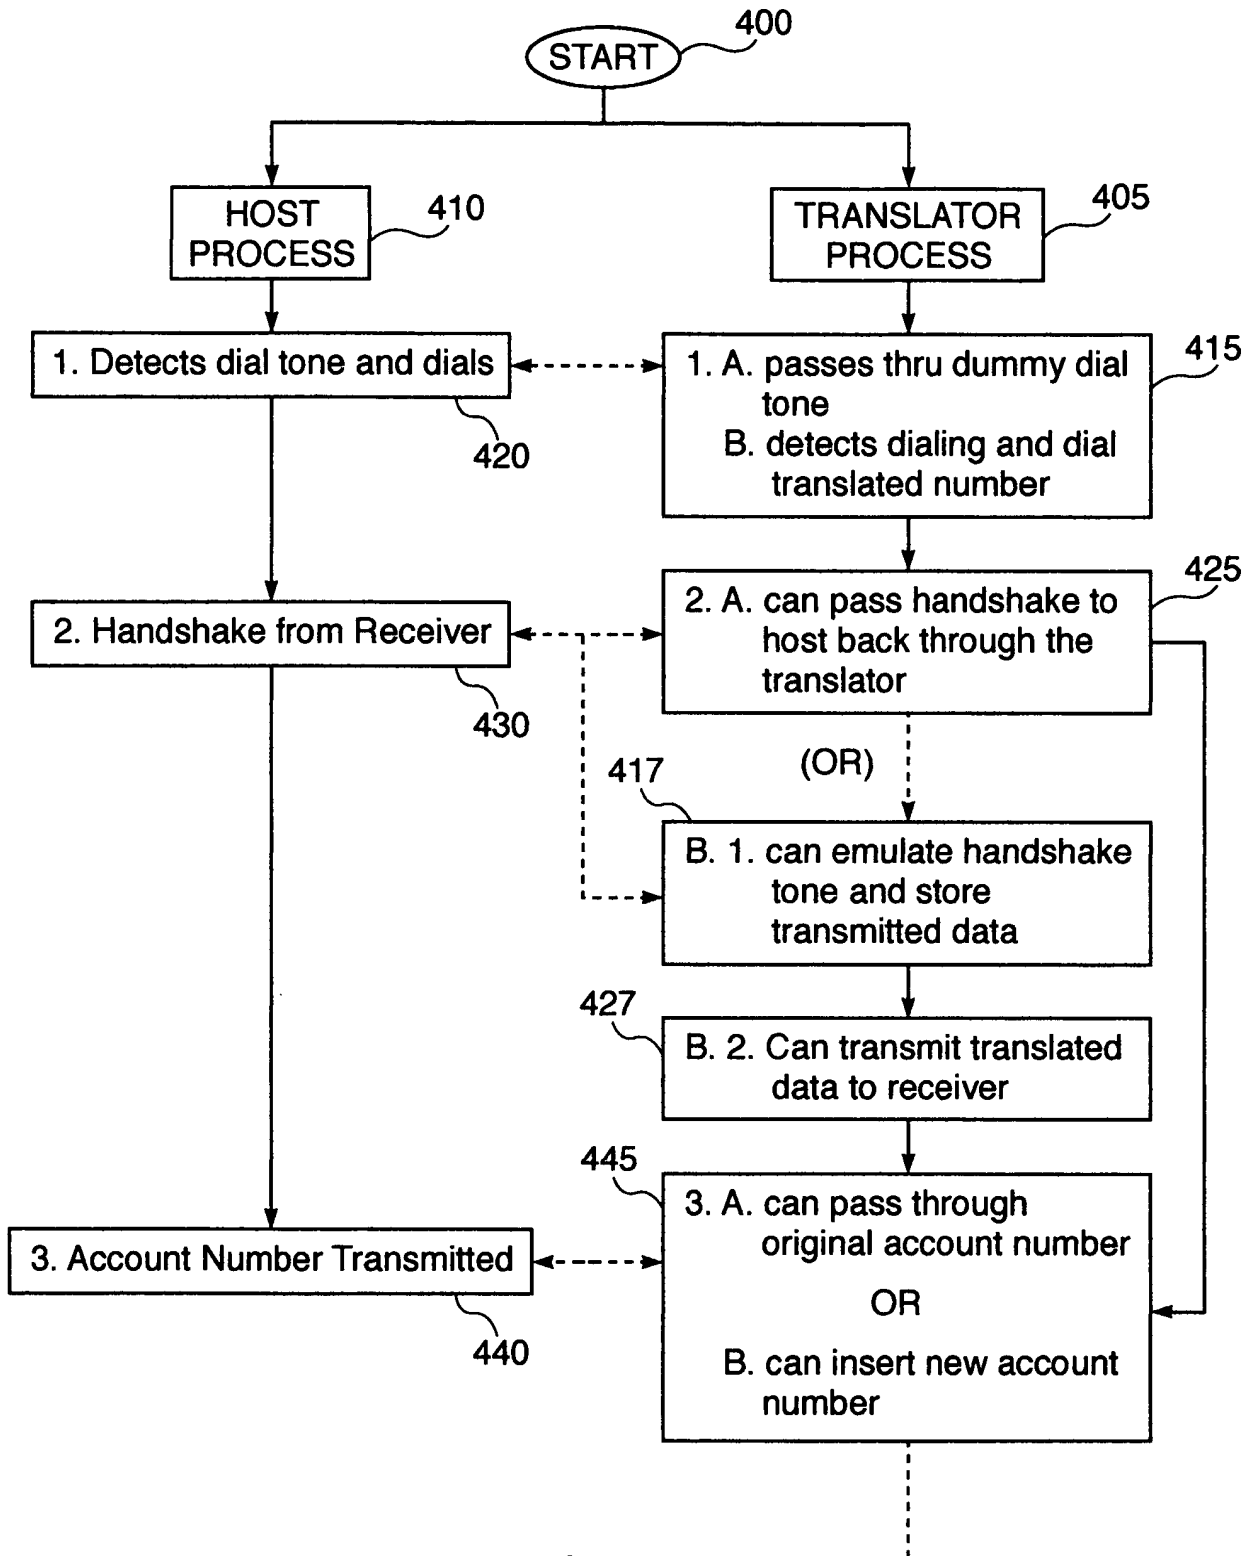 400
START
HOST
PROCESS
410
TRANSLATOR
PROCESS
405
1. Detects dial tone and dials
420
1. A. passes thru dummy dial
tone
B. detects dialing and dial
translated number
415
2. Handshake from Receiver
430
2. A. can pass handshake to
host back through the
translator
425
(OR)
417
B. 1. can emulate handshake
tone and store
transmitted data
427
B. 2. Can transmit translated
data to receiver
445
3. A. can pass through
original account number
OR
B. can insert new account
number
3. Account Number Transmitted
440